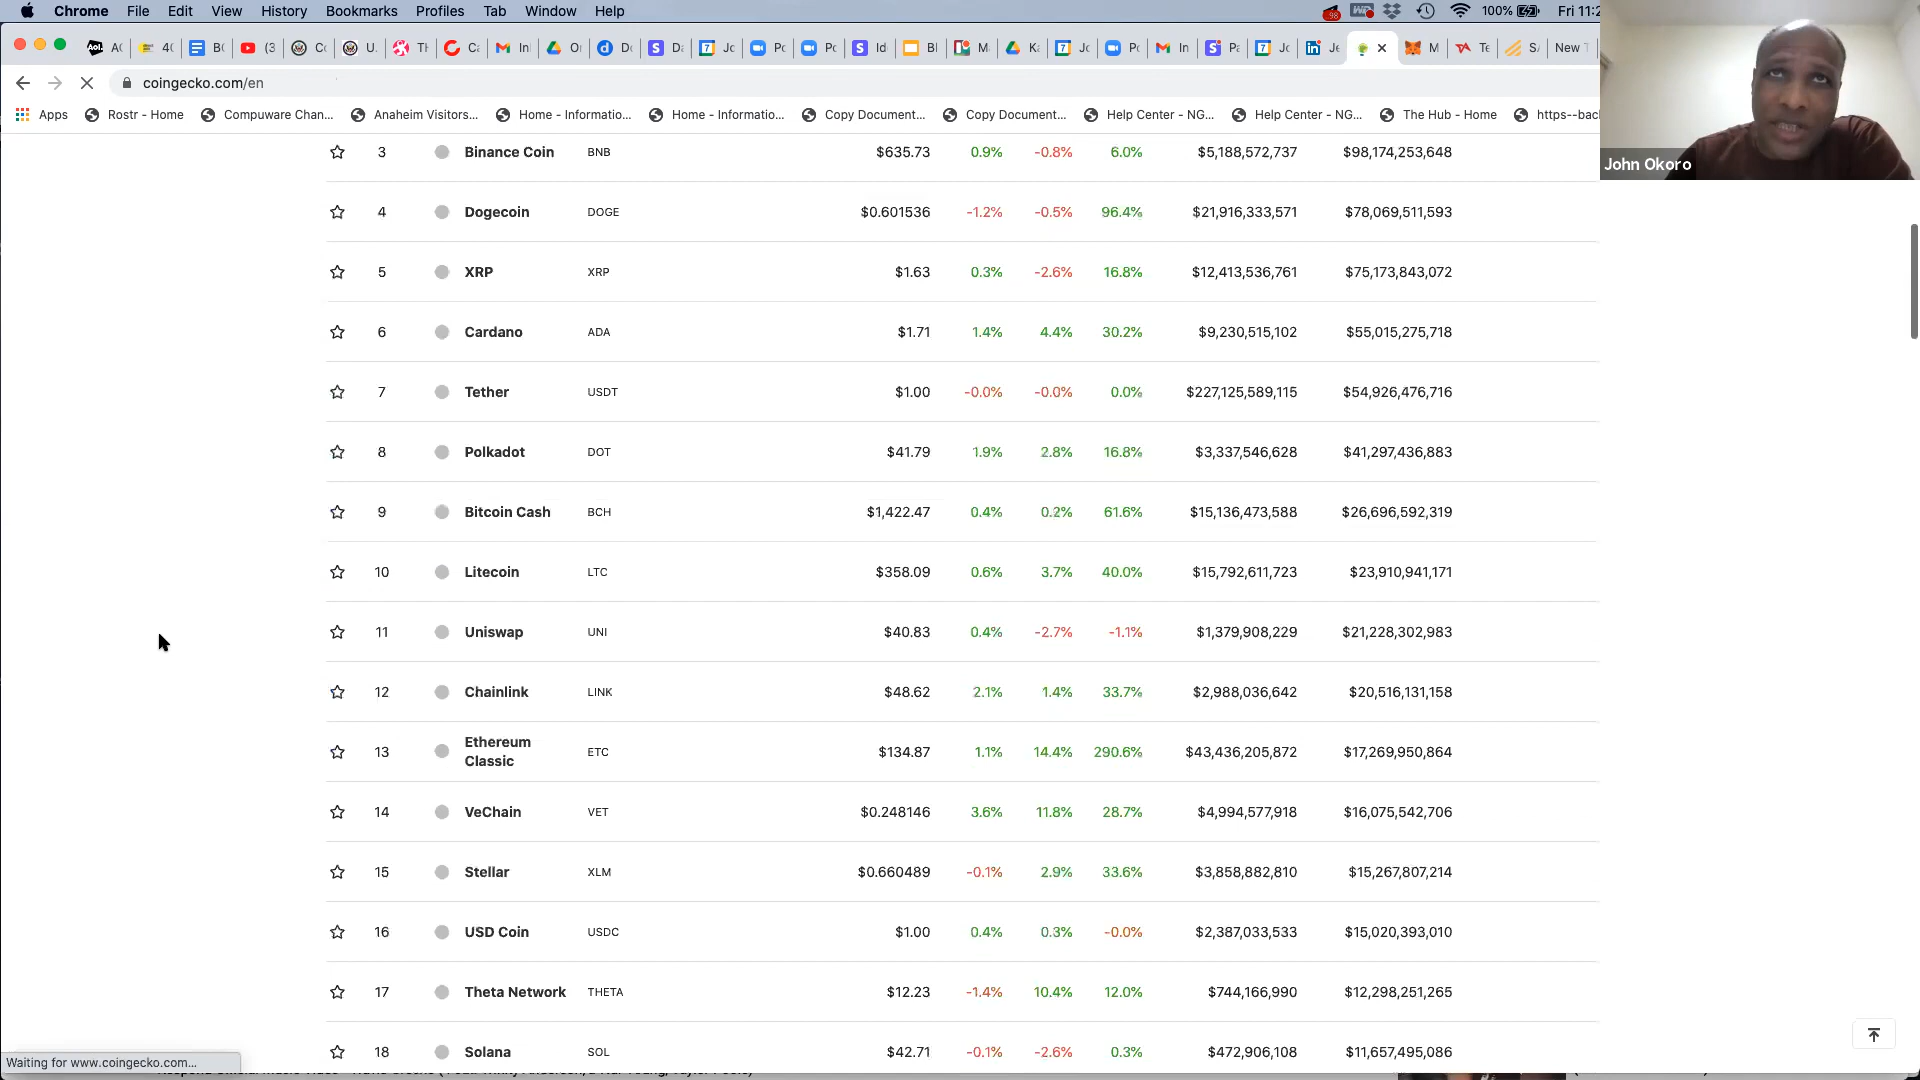 Chrome File Edit View History Bookmarks Profiles Tab Window Help 98 100% Fri 11:2
coingecko.com/en
Apps Rostr - Home Compuware Chan... Anaheim Visitors... Home - Informatio... Home - Informatio... Copy Document... Copy Document... Help Center - NG... Help Center - NG... The Hub - Home https--bac
John Okoro
3 Binance Coin BNB $635.73 0.9% -0.8% 6.0% $5,188,572,737 $98,174,253,648
4 Dogecoin DOGE $0.601536 -1.2% -0.5% 96.4% $21,916,333,571 $78,069,511,593
5 XRP XRP $1.63 0.3% -2.6% 16.8% $12,413,536,761 $75,173,843,072
6 Cardano ADA $1.71 1.4% 4.4% 30.2% $9,230,515,102 $55,015,275,718
7 Tether USDT $1.00 -0.0% -0.0% 0.0% $227,125,589,115 $54,926,476,716
8 Polkadot DOT $41.79 1.9% 2.8% 16.8% $3,337,546,628 $41,297,436,883
9 Bitcoin Cash BCH $1,422.47 0.4% 0.2% 61.6% $15,136,473,588 $26,696,592,319
10 Litecoin LTC $358.09 0.6% 3.7% 40.0% $15,792,611,723 $23,910,941,171
11 Uniswap UNI $40.83 0.4% -2.7% -1.1% $1,379,908,229 $21,228,302,983
12 Chainlink LINK $48.62 2.1% 1.4% 33.7% $2,988,036,642 $20,516,131,158
13 Ethereum Classic ETC $134.87 1.1% 14.4% 290.6% $43,436,205,872 $17,269,950,864
14 VeChain VET $0.248146 3.6% 11.8% 28.7% $4,994,577,918 $16,075,542,706
15 Stellar XLM $0.660489 -0.1% 2.9% 33.6% $3,858,882,810 $15,267,807,214
16 USD Coin USDC $1.00 0.4% 0.3% -0.0% $2,387,033,533 $15,020,393,010
17 Theta Network THETA $12.23 -1.4% 10.4% 12.0% $744,166,990 $12,298,251,265
18 Solana SOL $42.71 -0.1% -2.6% 0.3% $472,906,108 $11,657,495,086
Waiting for www.coingecko.com...